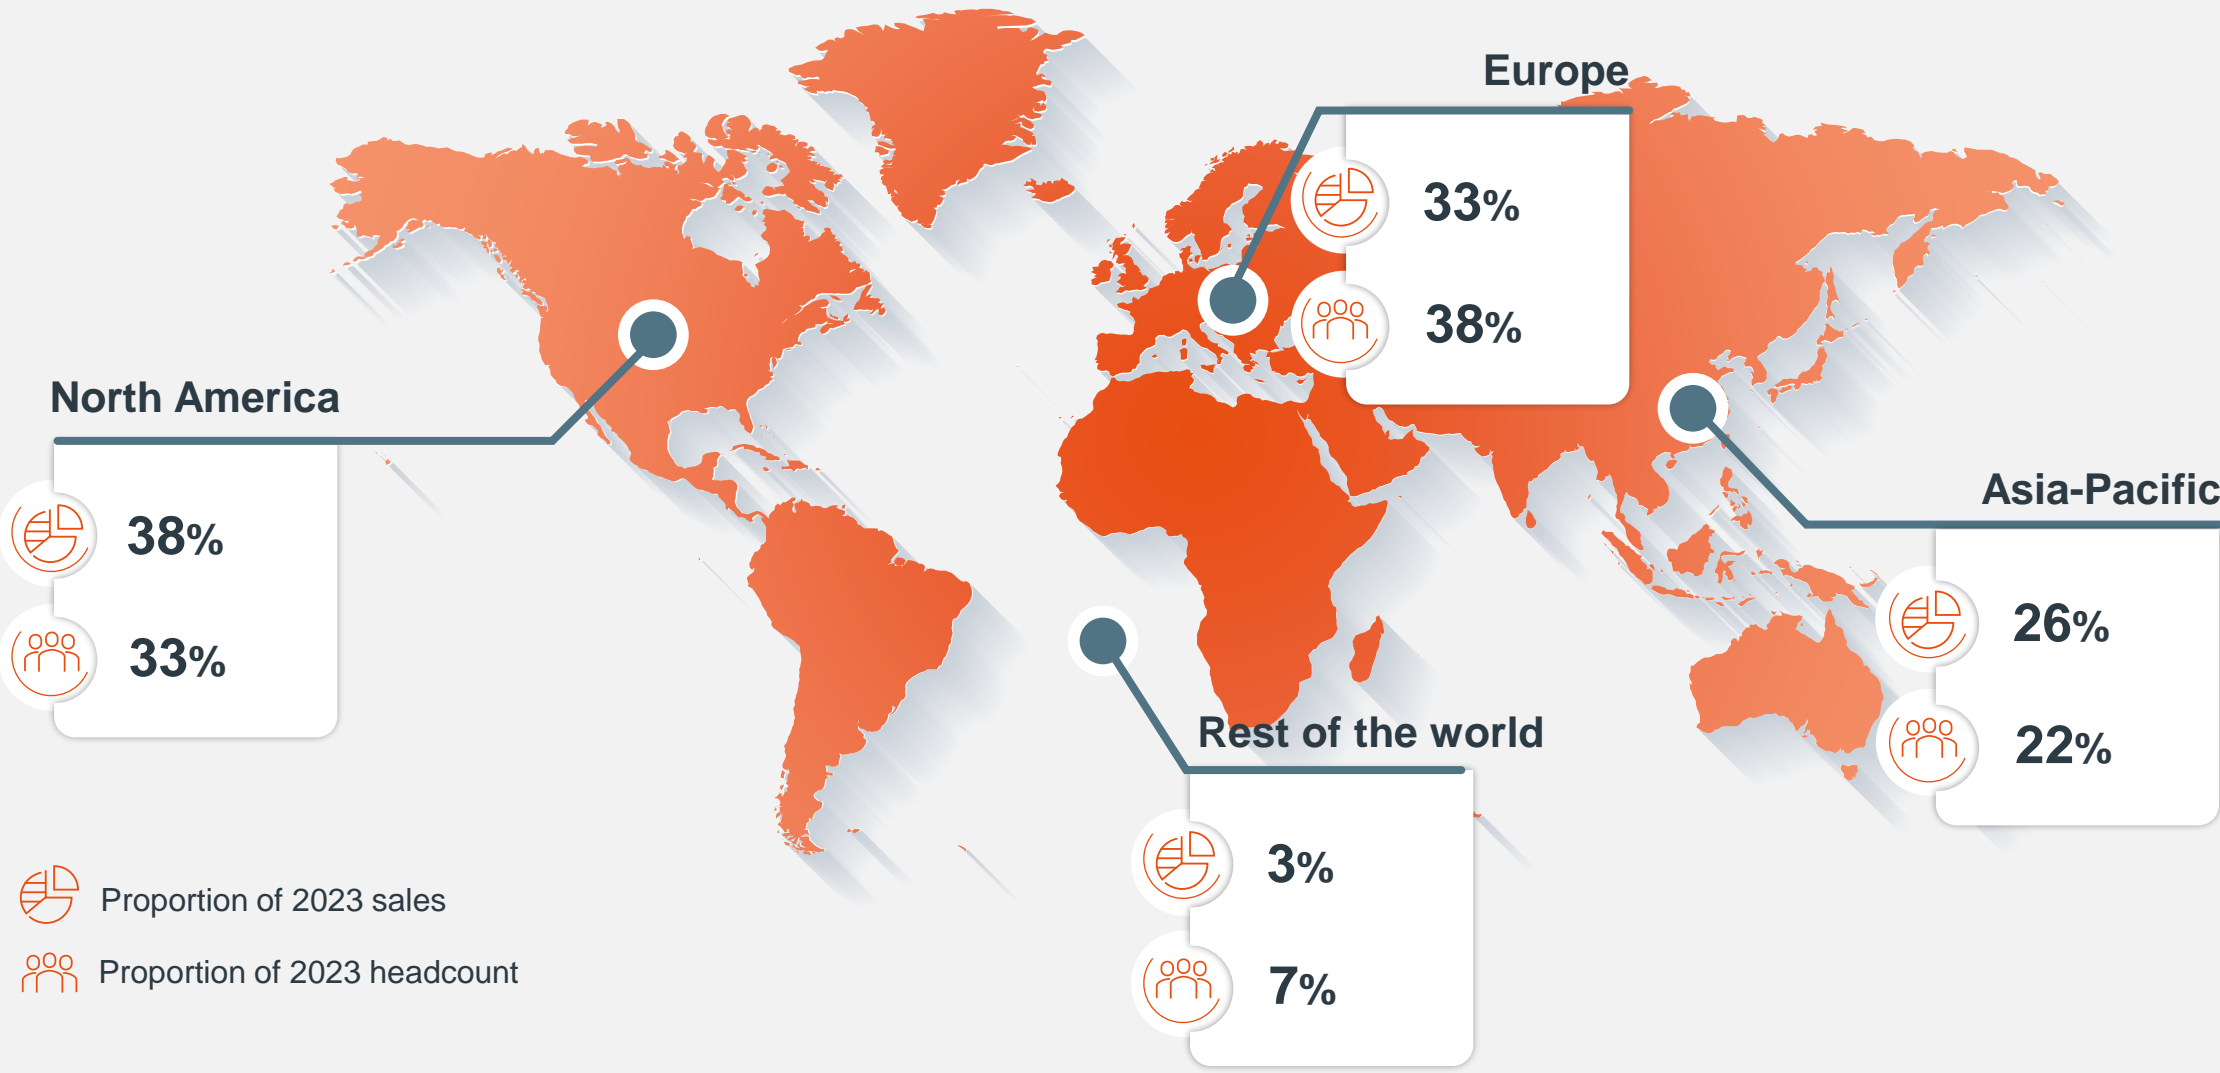 Europe
33%
38%
North America
38%
33%
Asia-Pacific
26%
22%
Rest of the world
3%
7%
Proportion of 2023 sales
Proportion of 2023 headcount